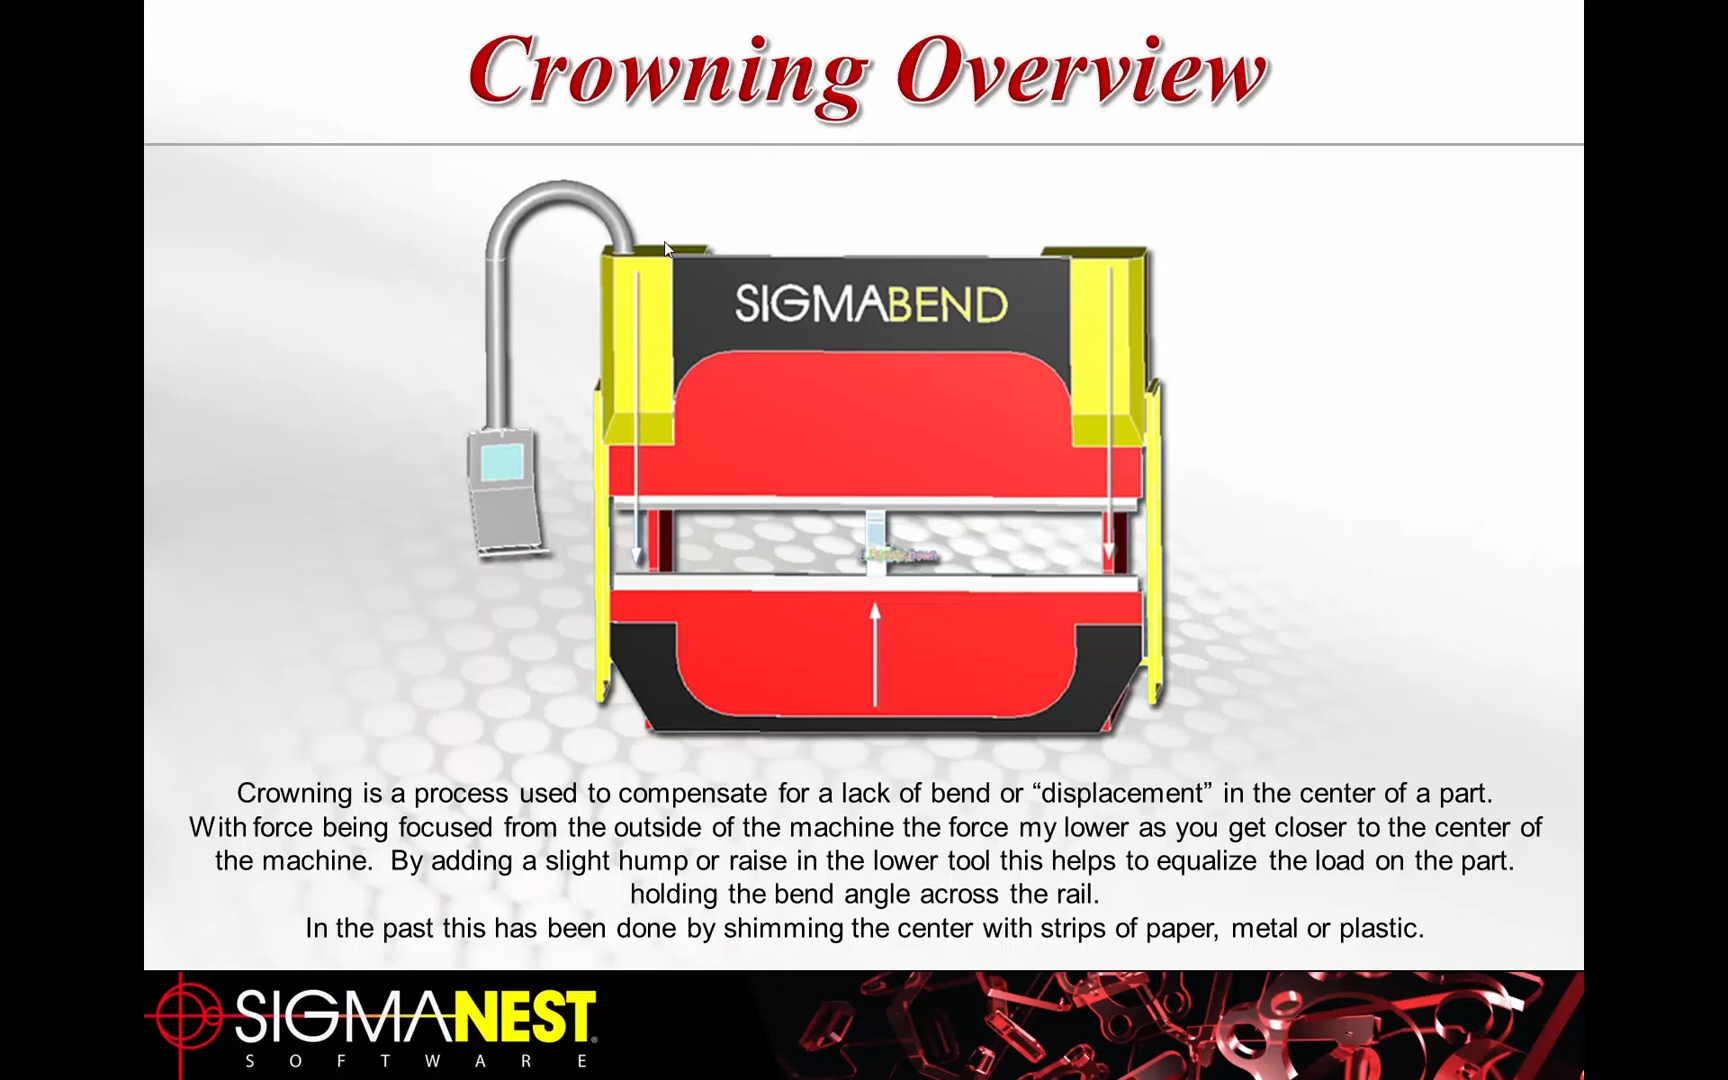 Crowning Overview
SIGMABEND
Crowning is a process used to compensate for a lack of bend or “displacement” in the center of a part.
With force being focused from the outside of the machine the force my lower as you get closer to the center of
the machine. By adding a slight hump or raise in the lower tool this helps to equalize the load on the part.
holding the bend angle across the rail.
In the past this has been done by shimming the center with strips of paper, metal or plastic.
SIGMANEST®
SOFTWARE